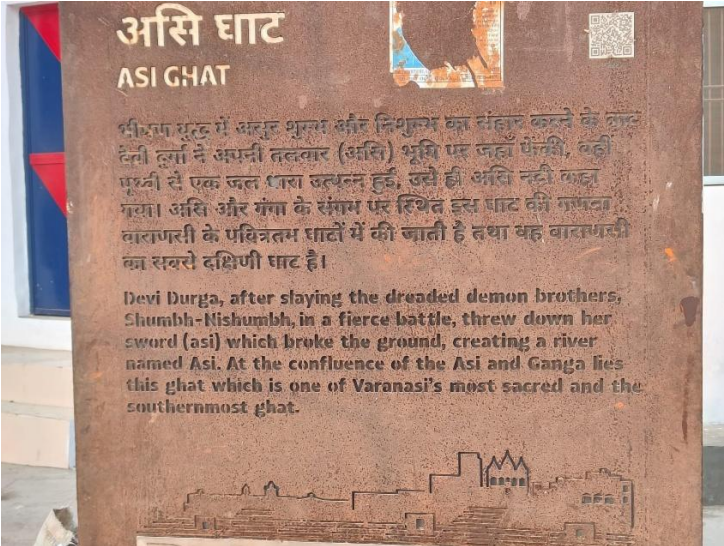 असि घाट
ASI GHAT
भीषण युद्ध में असुर शुम्भ और निशुम्भ का संहार करने के बाद
देवी दुर्गा ने अपनी तलवार (असि) भूमि पर जहाँ फेंकी, वहीं
पृथ्वी से एक जल धारा उत्पन्न हुई, उसे ही असि नदी कहा
गया। असि और गंगा के संगम पर स्थित इस घाट की गणना
वाराणसी के पवित्रतम घाटों में की जाती है तथा यह वाराणसी
का सबसे दक्षिणी घाट है।
Devi Durga, after slaying the dreaded demon brothers,
Shumbh-Nishumbh, in a fierce battle, threw down her
sword (asi) which broke the ground, creating a river
named Asi. At the confluence of the Asi and Ganga lies
this ghat which is one of Varanasi's most sacred and the
southernmost ghat.